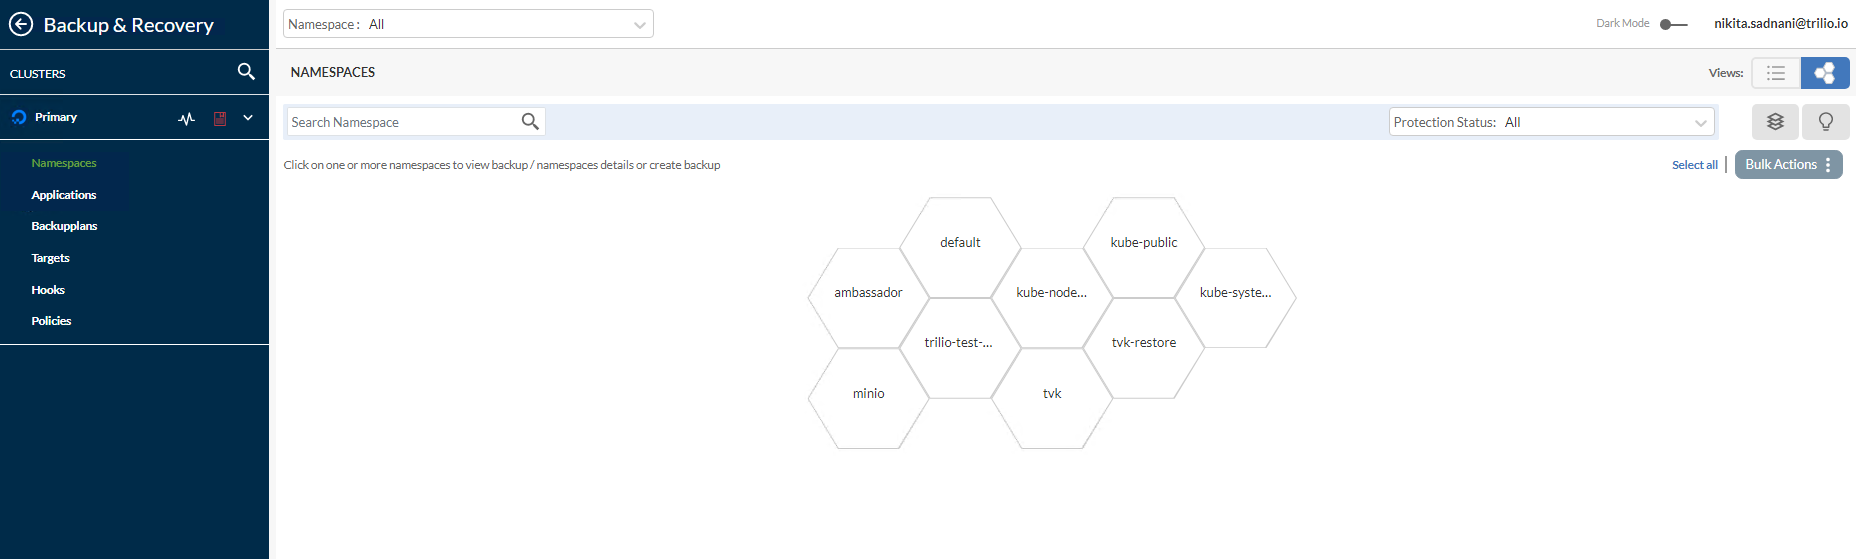 Backup & Recovery
Namespace : All
Dark Mode
nikita.sadnani@trilio.io
CLUSTERS
NAMESPACES
Views:
Primary
Search Namespace
Protection Status: All
Namespaces
Applications
Backupplans
Targets
Hooks
Policies
Click on one or more namespaces to view backup / namespaces details or create backup
Select all
Bulk Actions
default
kube-public
ambassador
kube-node...
kube-syste...
trilio-test-...
tvk-restore
minio
tvk